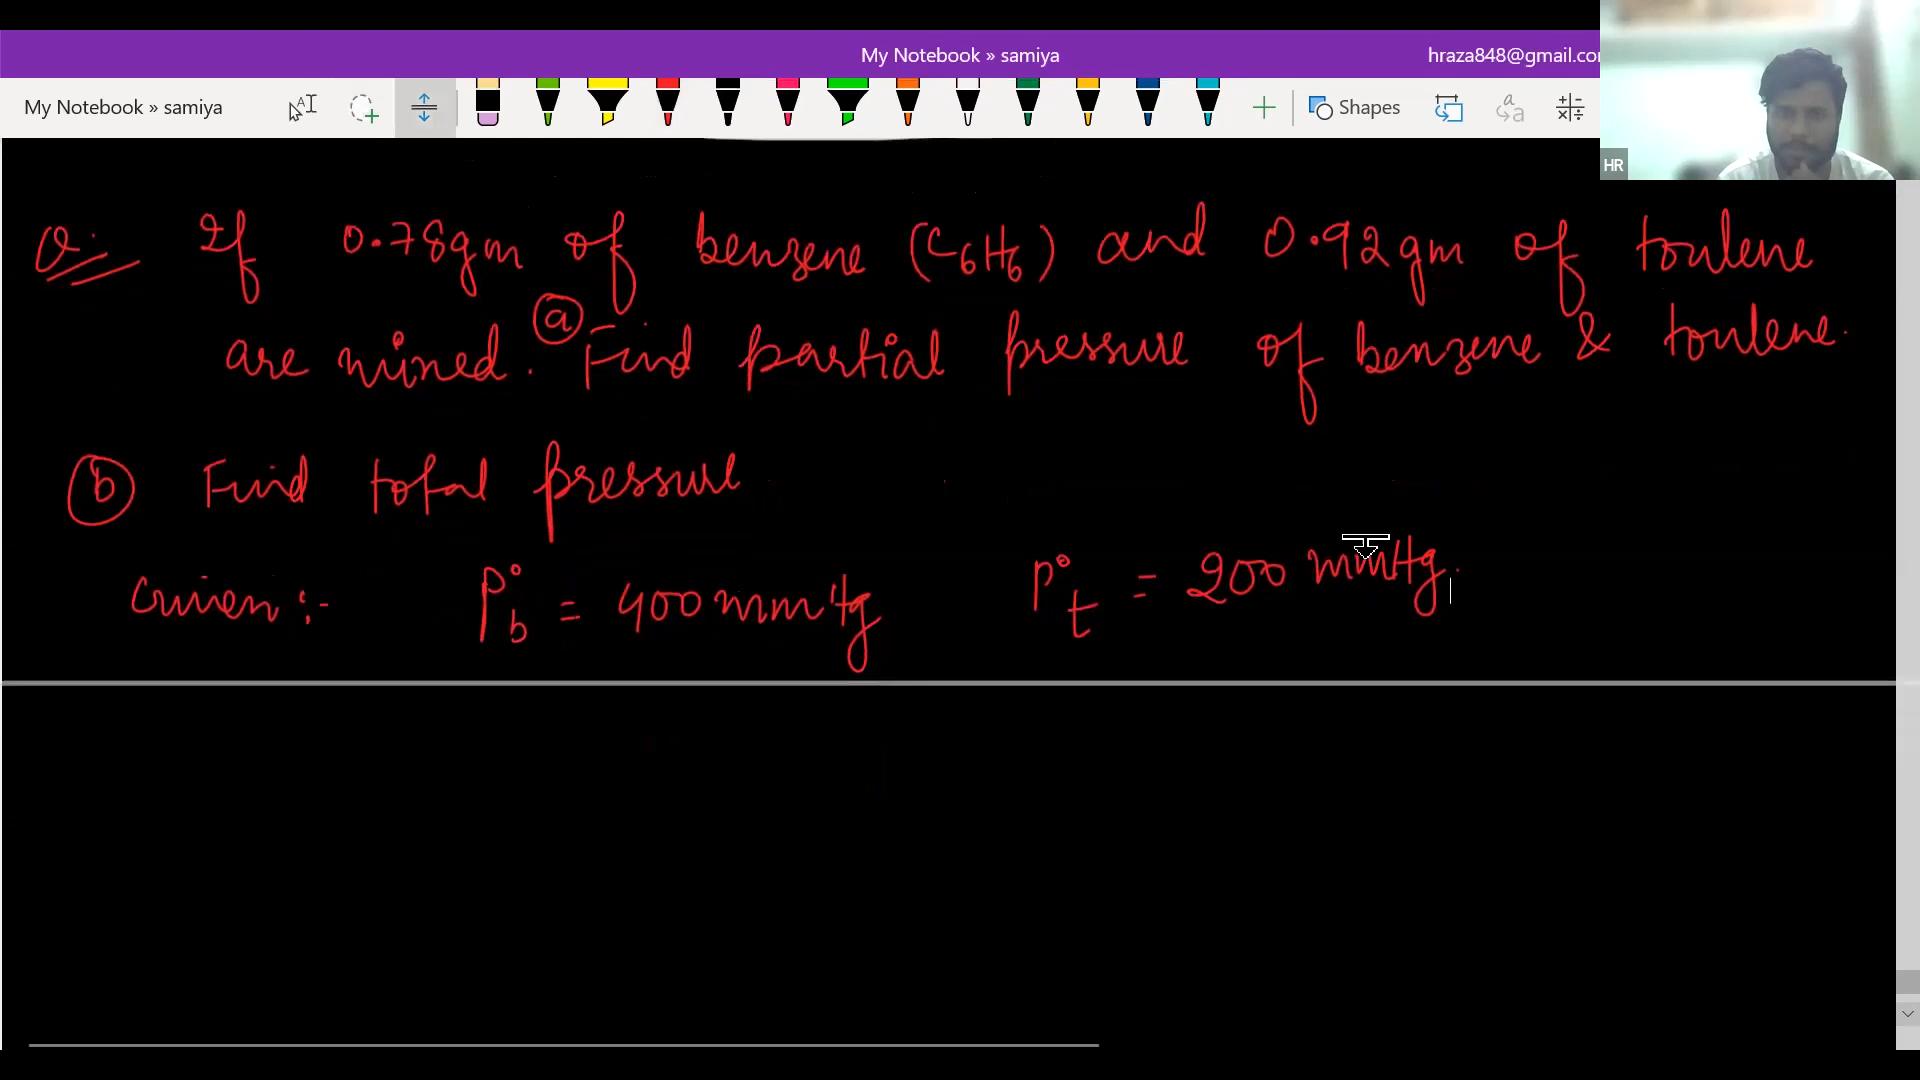 My Notebook » samiya
hraza848@gmail.co
My Notebook » samiya
Shapes
HR
Q: If 0.78gm of benzene (C6H6) and 0.92gm of toulene
are mixed. (a) Find partial pressure of benzene & toulene.
(b) Find total pressure
Given :- P°b = 400 mmHg P°t = 200 mmHg.